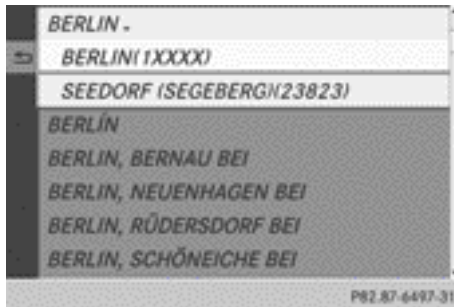 BERLIN
BERLIN(1XXXX)
SEEDORF (SEGEBERG)(23823)
BERLÍN
BERLIN, BERNAU BEI
BERLIN, NEUENHAGEN BEI
BERLIN, RÜDERSDORF BEI
BERLIN, SCHÖNEICHE BEI
P82.87-6497-31